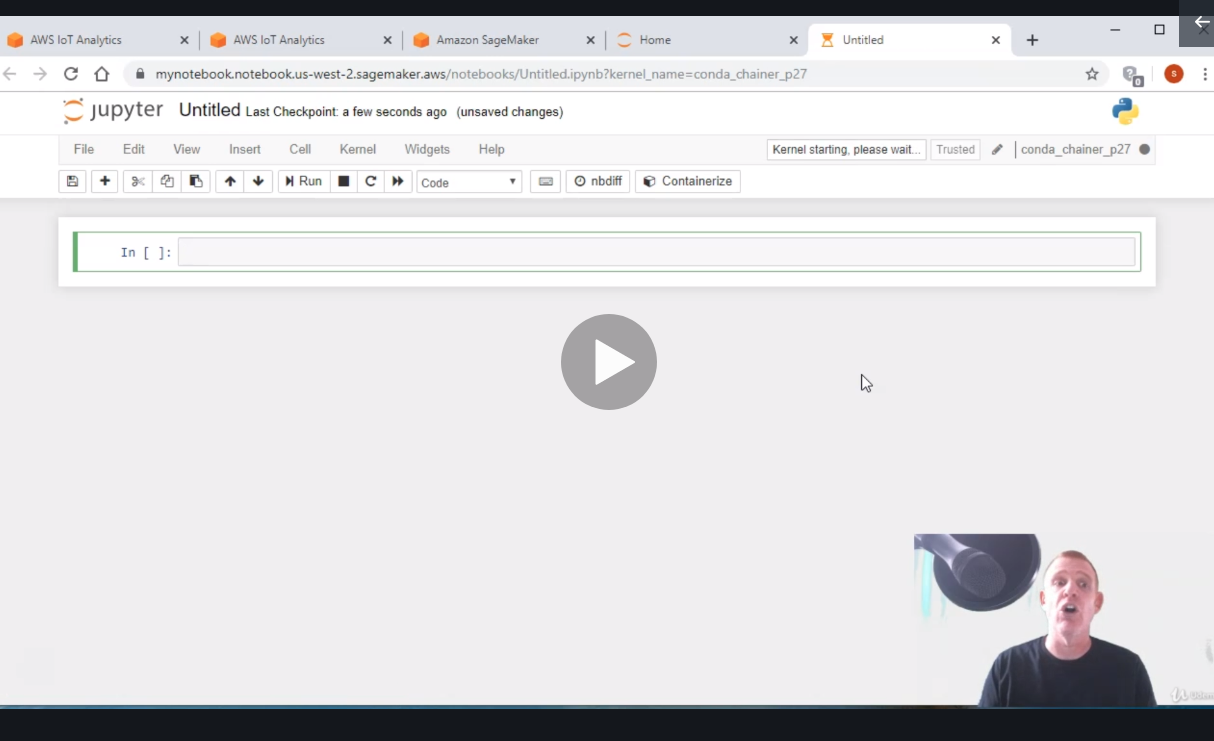 AWS IoT Analytics AWS IoT Analytics Amazon SageMaker Home Untitled
mynotebook.notebook.us-west-2.sagemaker.aws/notebooks/Untitled.ipynb?kernel_name=conda_chainer_p27 0 S
jupyter Untitled Last Checkpoint: a few seconds ago (unsaved changes)
File Edit View Insert Cell Kernel Widgets Help Kernel starting, please wait... Trusted conda_chainer_p27
Run Code nbdiff Containerize
In [ ]: